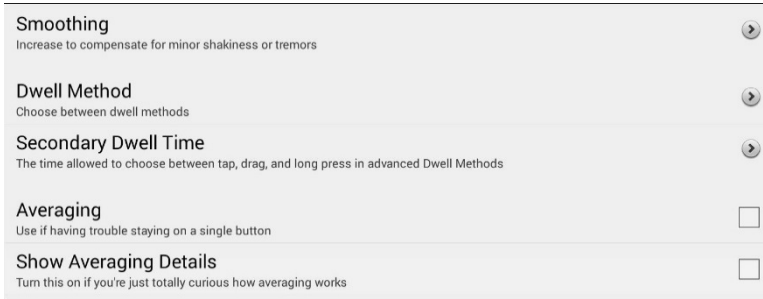 Smoothing
Increase to compensate for minor shakiness or tremors
Dwell Method
Choose between dwell methods
Secondary Dwell Time
The time allowed to choose between tap, drag, and long press in advanced Dwell Methods
Averaging
Use if having trouble staying on a single button
Show Averaging Details
Turn this on if you're just totally curious how averaging works